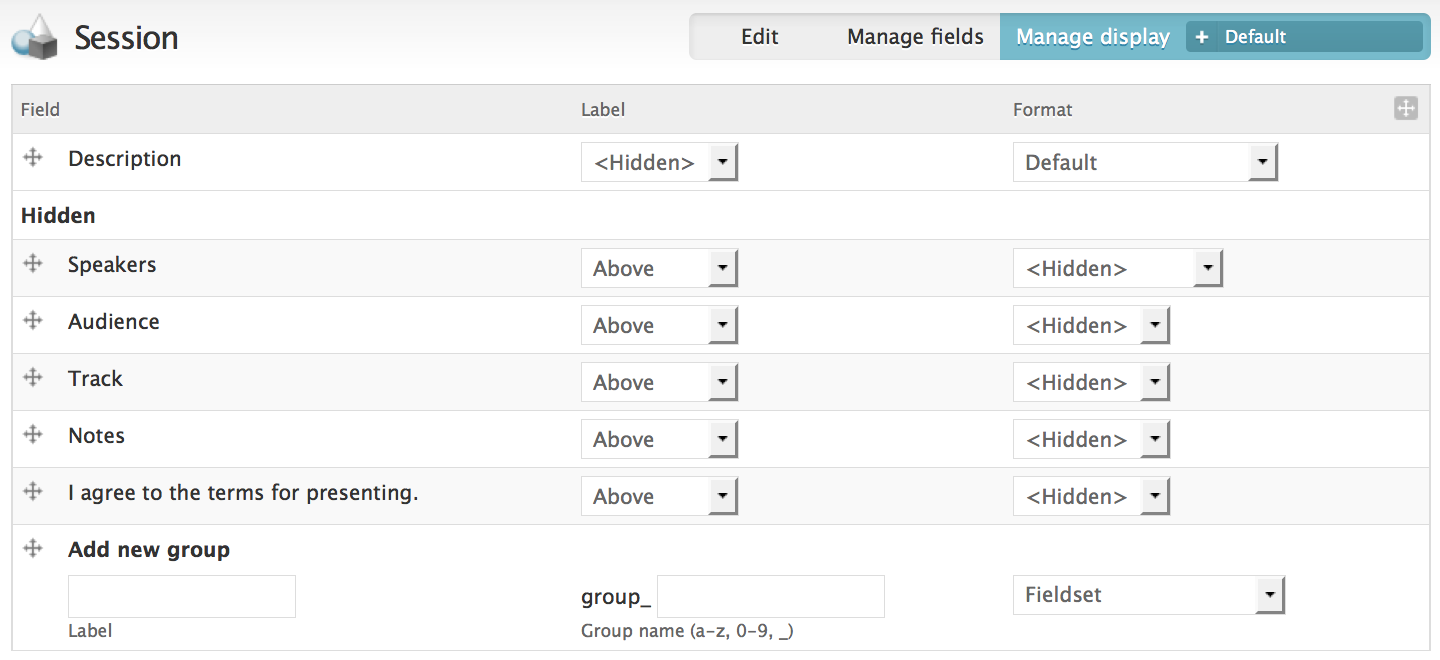 Session
Edit Manage fields Manage display + Default
Field Label Format
Description <Hidden> Default
Hidden
Speakers Above <Hidden>
Audience Above <Hidden>
Track Above <Hidden>
Notes Above <Hidden>
I agree to the terms for presenting. Above <Hidden>
Add new group
group_ Fieldset
Label Group name (a-z, 0-9, _)